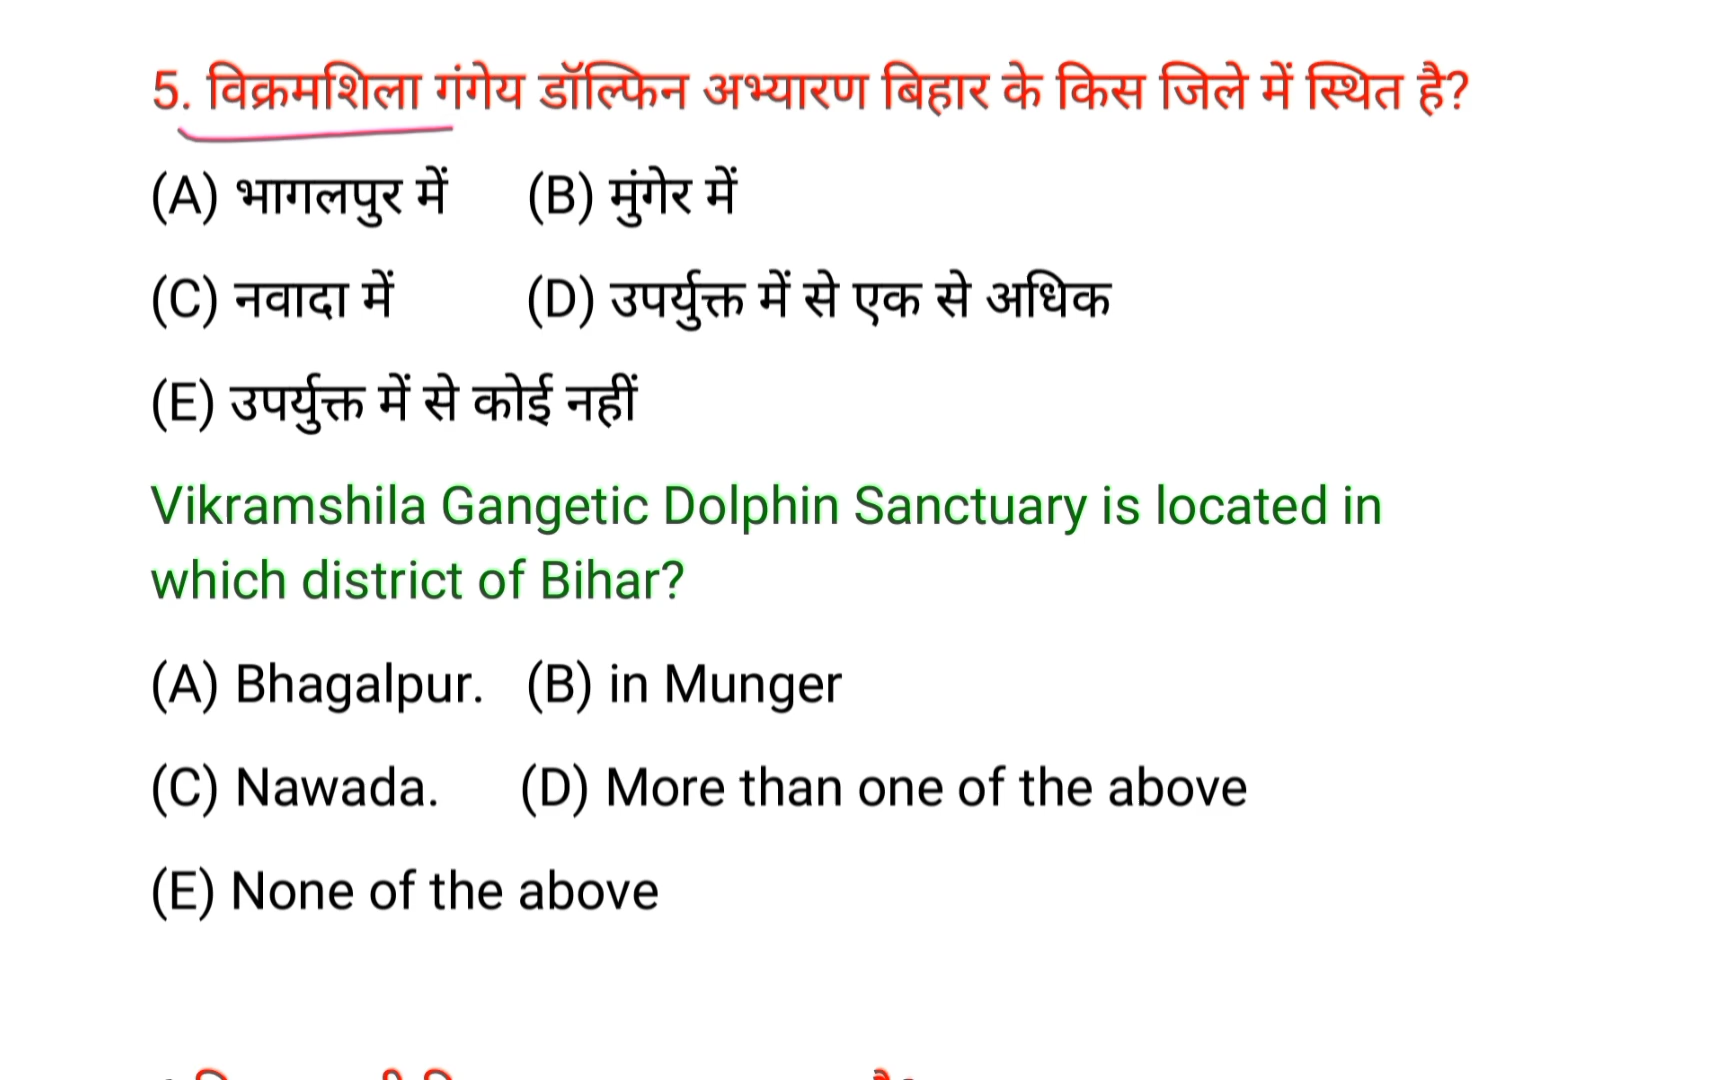 5. विक्रमशिला गंगेय डॉल्फिन अभ्यारण बिहार के किस जिले में स्थित है?
(A) भागलपुर में (B) मुंगेर में
(C) नवादा में (D) उपर्युक्त में से एक से अधिक
(E) उपर्युक्त में से कोई नहीं
Vikramshila Gangetic Dolphin Sanctuary is located in
which district of Bihar?
(A) Bhagalpur. (B) in Munger
(C) Nawada. (D) More than one of the above
(E) None of the above